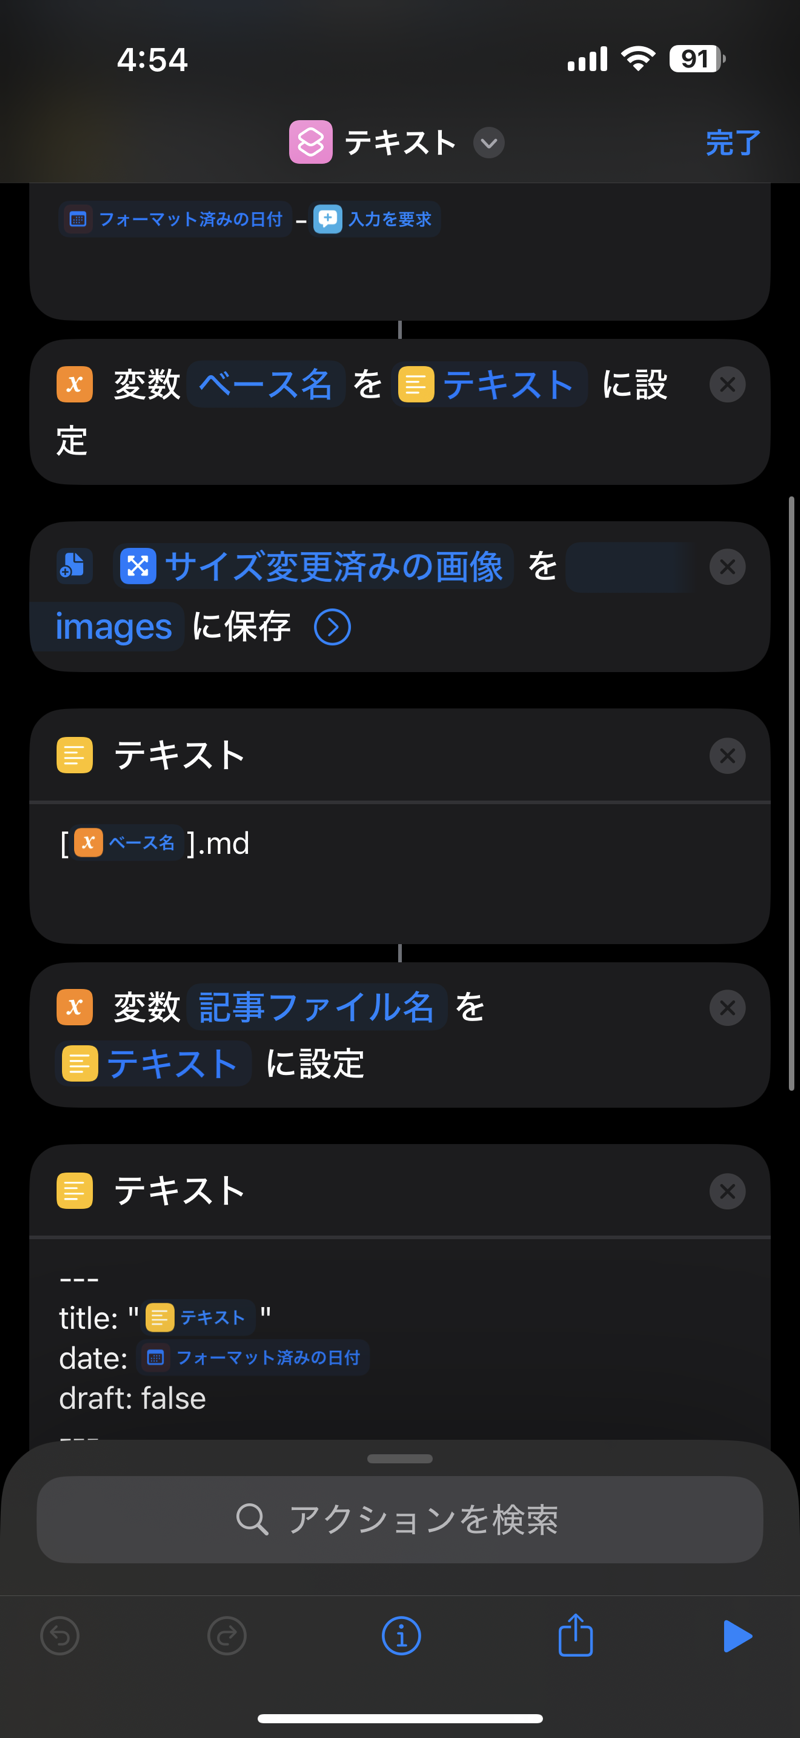 4:54
91
テキスト
完了
フォーマット済みの日付 – 入力を要求
変数 ベース名 を テキスト に設
定
サイズ変更済みの画像 を
images に保存
テキスト
[ x ベース名 ].md
変数 記事ファイル名 を
テキスト に設定
テキスト
---
title: " テキスト "
date: フォーマット済みの日付
draft: false
---
アクションを検索